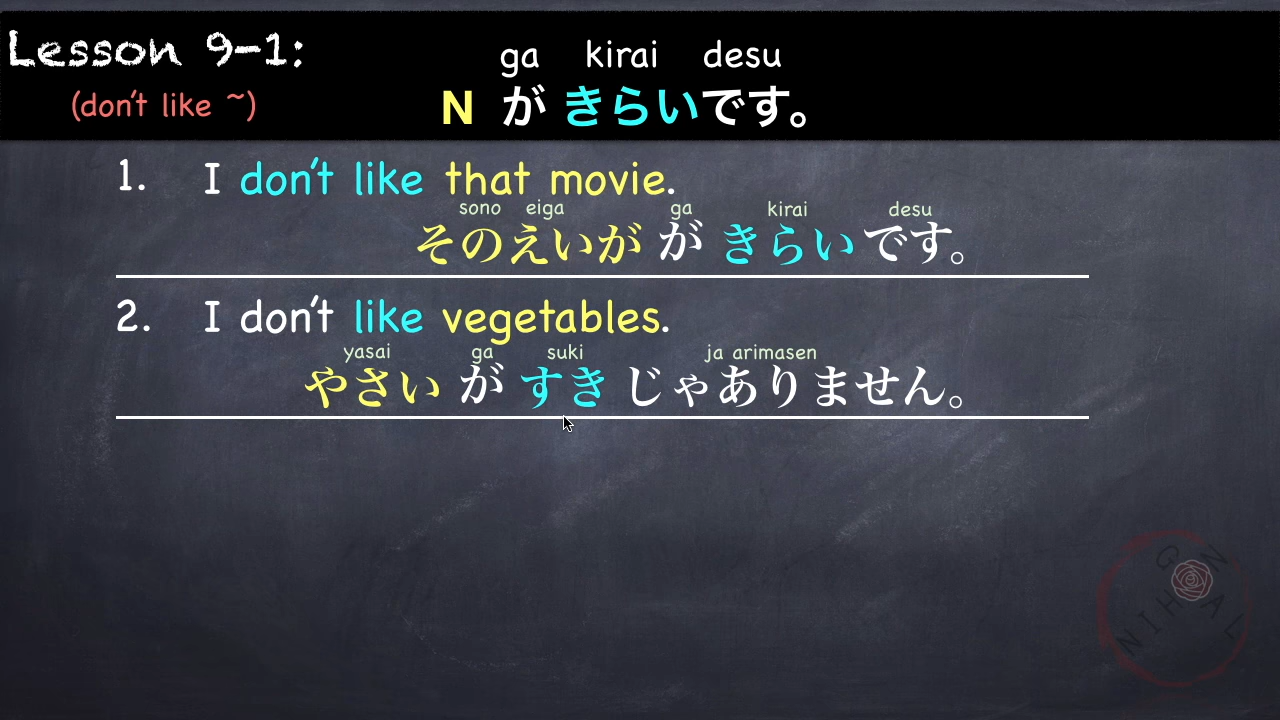 Lesson 9-1:
(don't like ~)
ga kirai desu
N が きらいです。
1. I don't like that movie.
sono eiga ga kirai desu
そのえいが が きらい です。
2. I don't like vegetables.
yasai ga suki ja arimasen
やさい が すき じゃありません。
NIHONGOAL